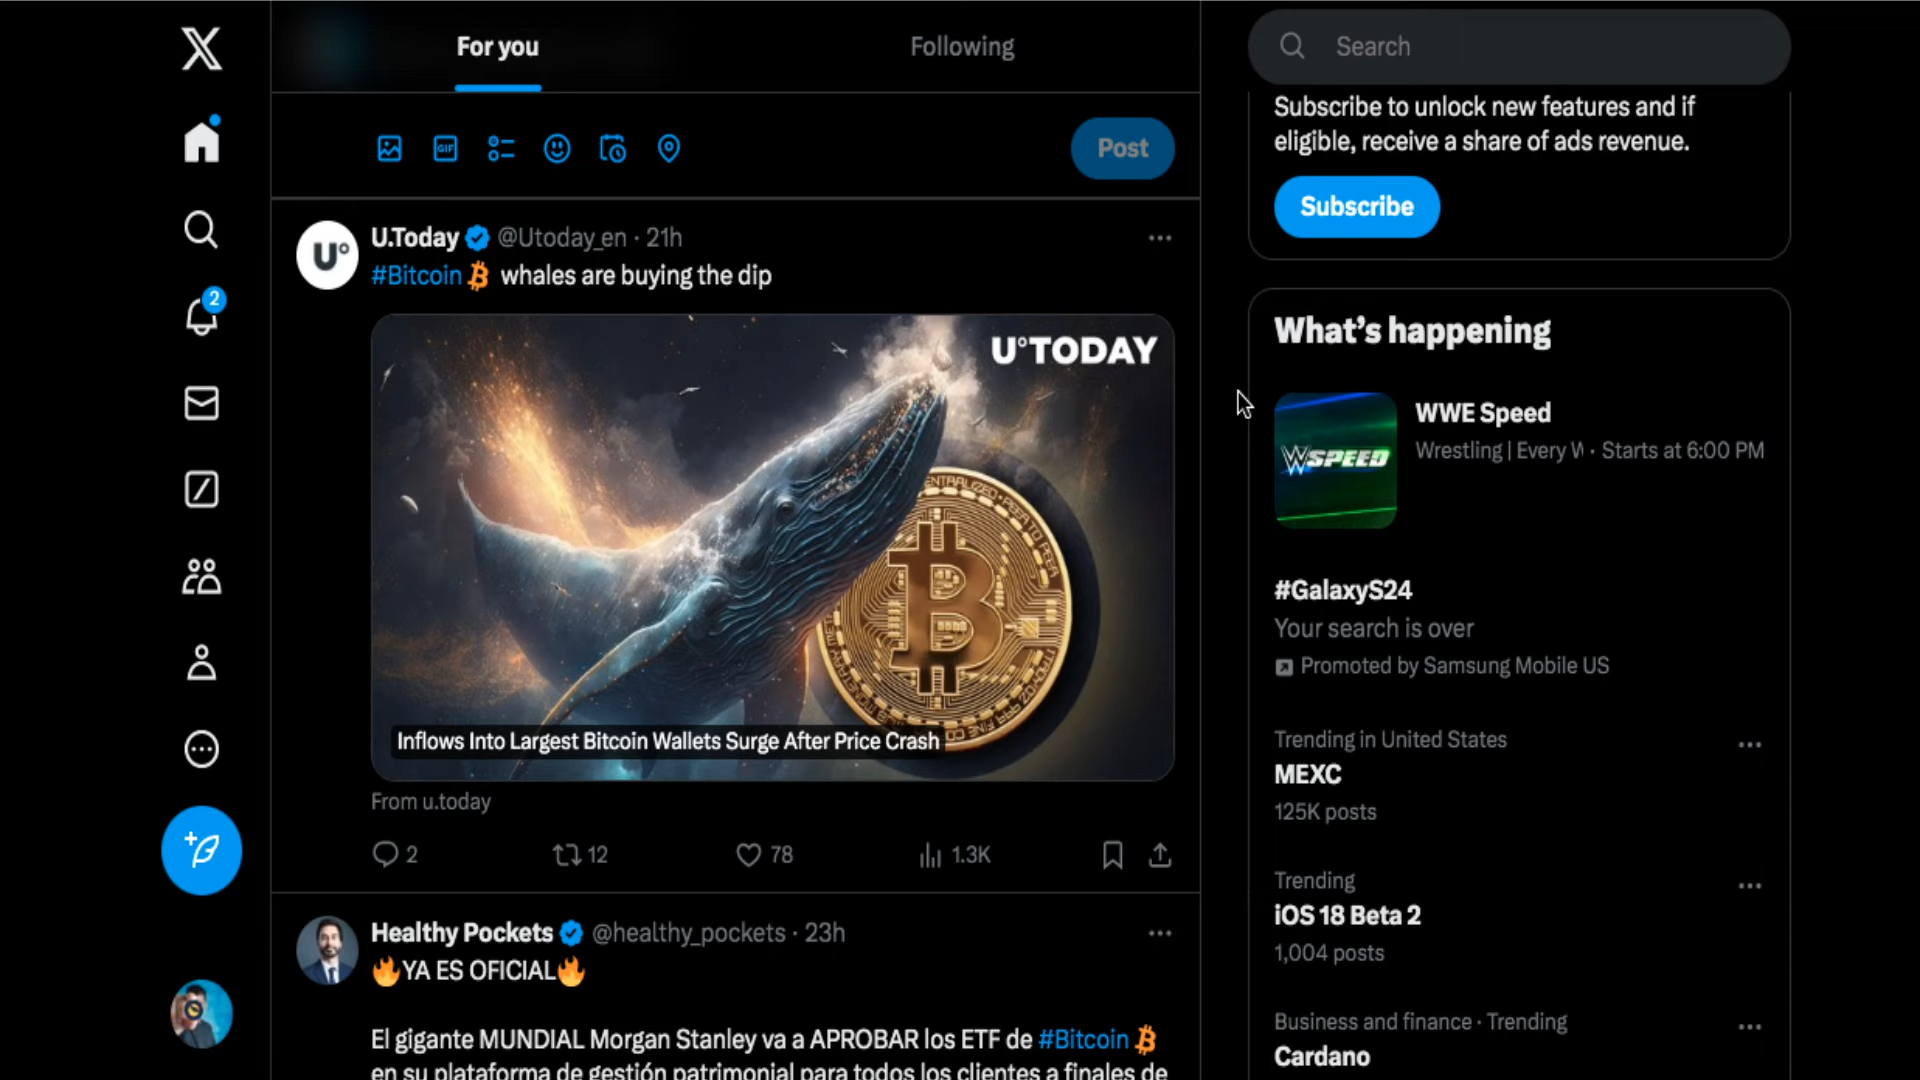 For you
Following
Search
GIF
Post
Subscribe to unlock new features and if
eligible, receive a share of ads revenue.
Subscribe
U° U.Today @Utoday_en · 21h
#Bitcoin whales are buying the dip
U°TODAY
Inflows Into Largest Bitcoin Wallets Surge After Price Crash
From u.today
2 12 78 1.3K
2
What's happening
WWE Speed
Wrestling | Every W · Starts at 6:00 PM
SPEED
#GalaxyS24
Your search is over
Promoted by Samsung Mobile US
Trending in United States
MEXC
125K posts
Trending
iOS 18 Beta 2
1,004 posts
Business and finance · Trending
Cardano
Healthy Pockets @healthy_pockets · 23h
🔥YA ES OFICIAL🔥
El gigante MUNDIAL Morgan Stanley va a APROBAR los ETF de #Bitcoin
en su plataforma de gestión patrimonial para todos los clientes a finales de